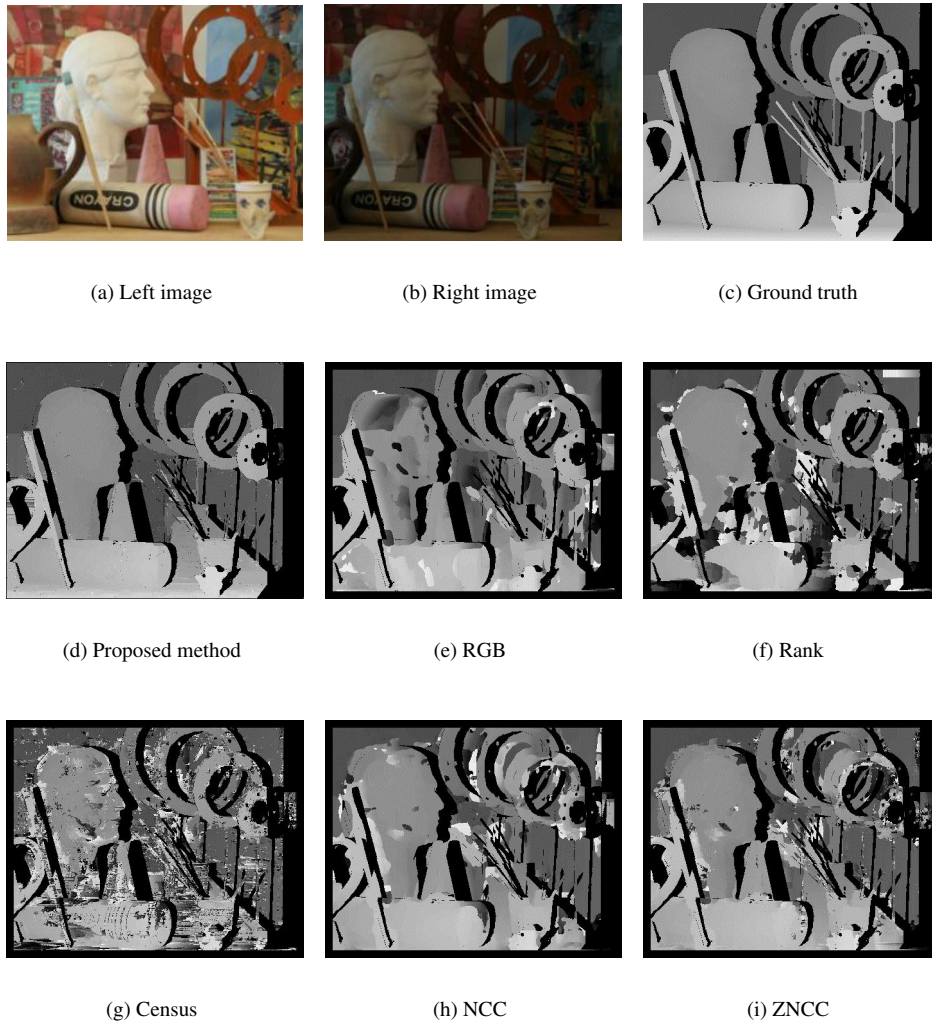 CRAYON
CRAYON
(a) Left image
(b) Right image
(c) Ground truth
(d) Proposed method
(e) RGB
(f) Rank
(g) Census
(h) NCC
(i) ZNCC